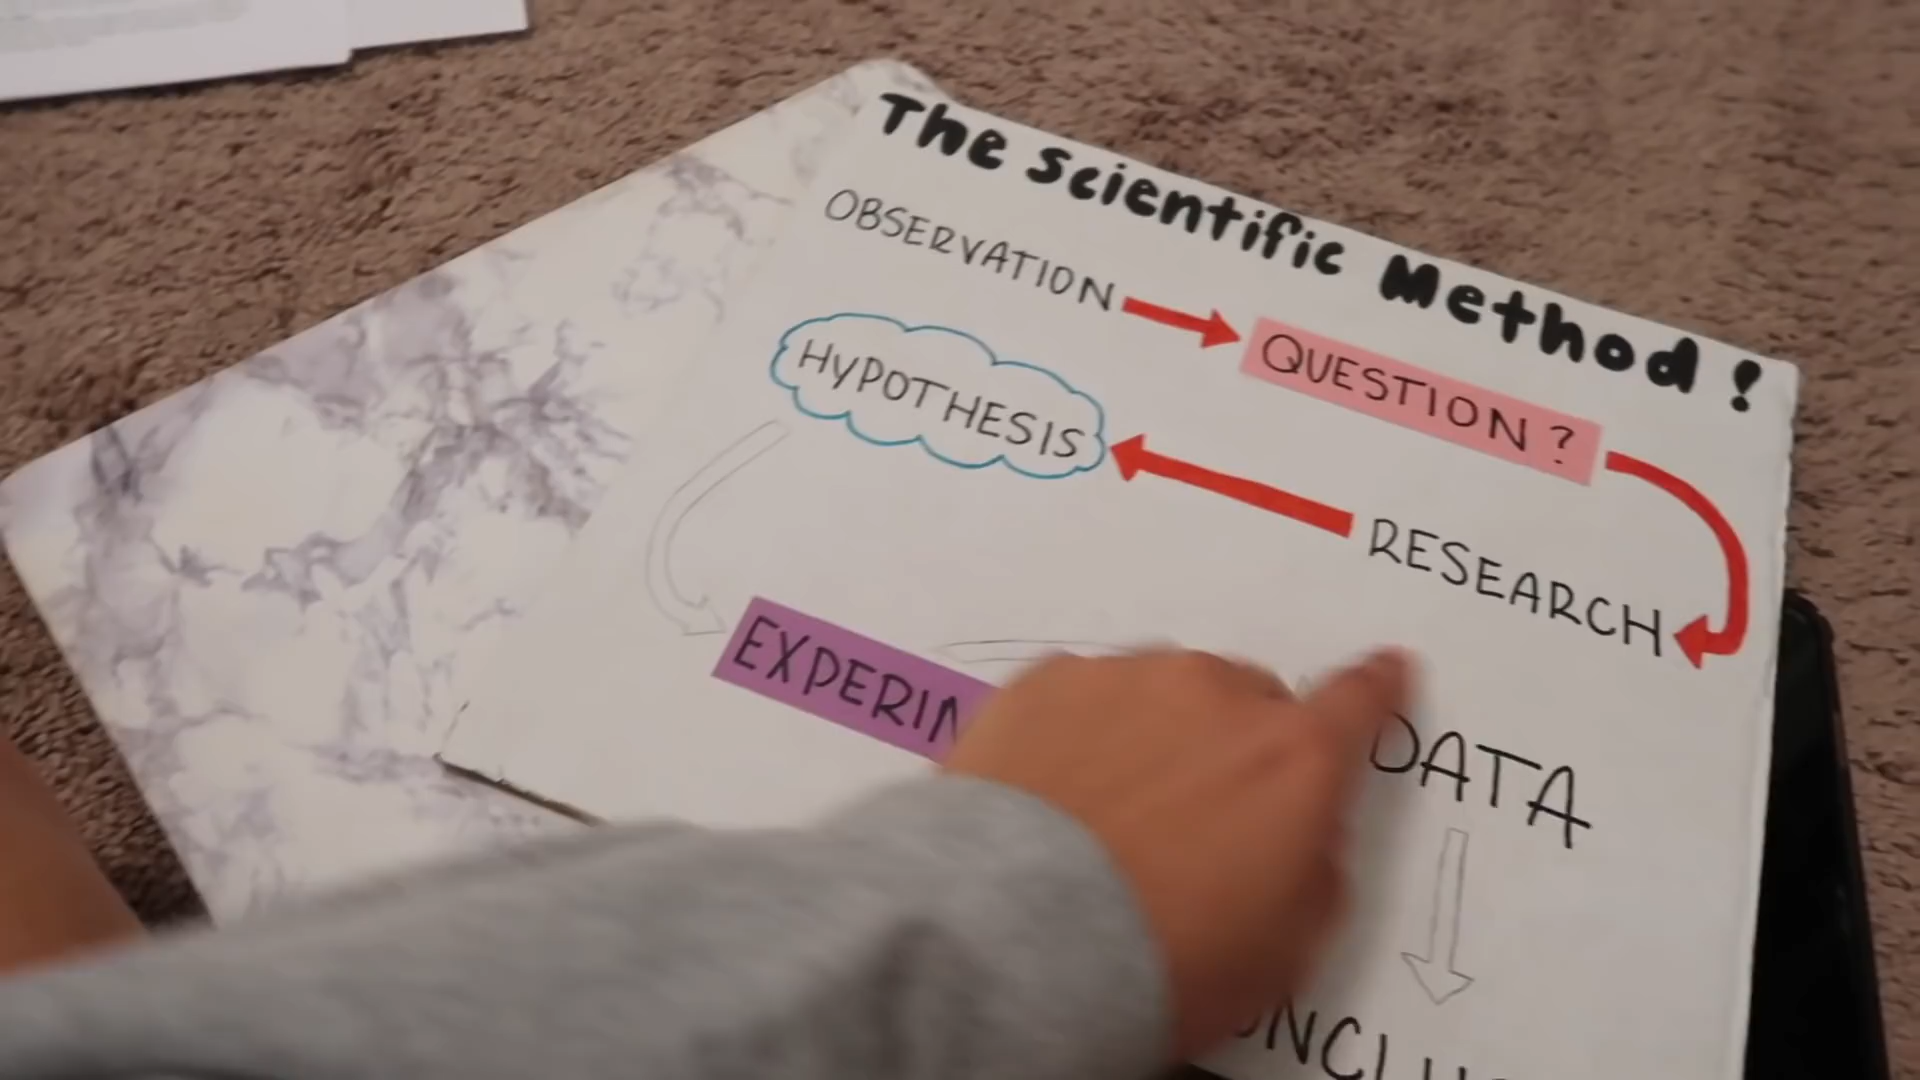 The Scientific Method!
OBSERVATION
QUESTION?
HYPOTHESIS
RESEARCH
DATA